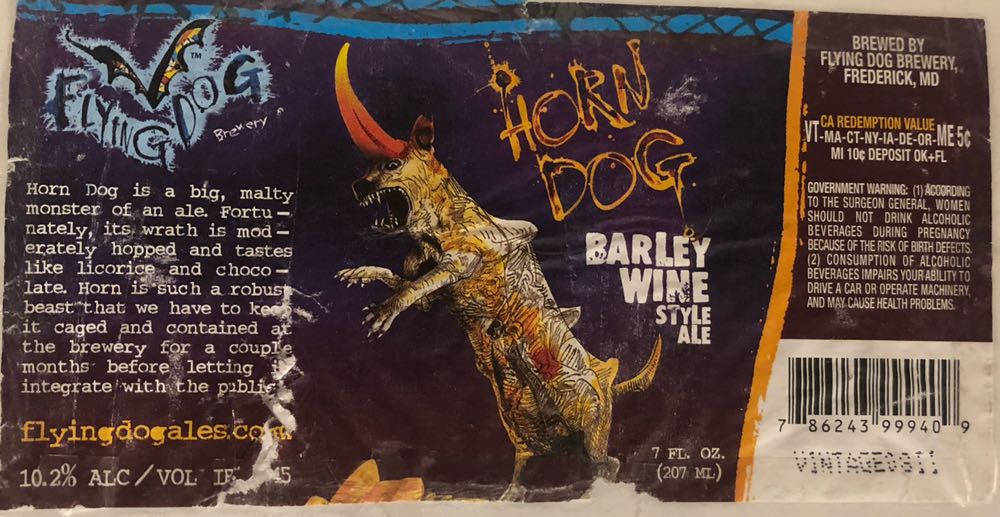 FLYING DOG
Brewery
TM
Horn Dog is a big, malty
monster of an ale. Fortu-
nately, its wrath is mod-
erately hopped and tastes
like licorice and choco-
late. Horn is such a robust
beast that we have to
it caged and contained at
the brewery for a couple
months before letting
integrate with the
flyingdogales.com
10.2% ALC/VOL
HORN
DOG
BARLEY
WINE
STYLE
ALE
7 FL. OZ.
(207 ML)
BREWED BY
FLYING DOG BREWERY,
FREDERICK, MD
CA REDEMPTION VALUE
VT-MA-CT-NY-IA-DE-OR-ME 5¢
MI 10¢ DEPOSIT OK+FL
GOVERNMENT WARNING: (1) ACCORDING
TO THE SURGEON GENERAL, WOMEN
SHOULD NOT DRINK ALCOHOLIC
BEVERAGES DURING PREGNANCY
BECAUSE OF THE RISK OF BIRTH DEFECTS.
(2) CONSUMPTION OF ALCOHOLIC
BEVERAGES IMPAIRS YOUR ABILITY TO
DRIVE A CAR OR OPERATE MACHINERY,
AND MAY CAUSE HEALTH PROBLEMS.
7 86243 99940 9
VINTAGE0811